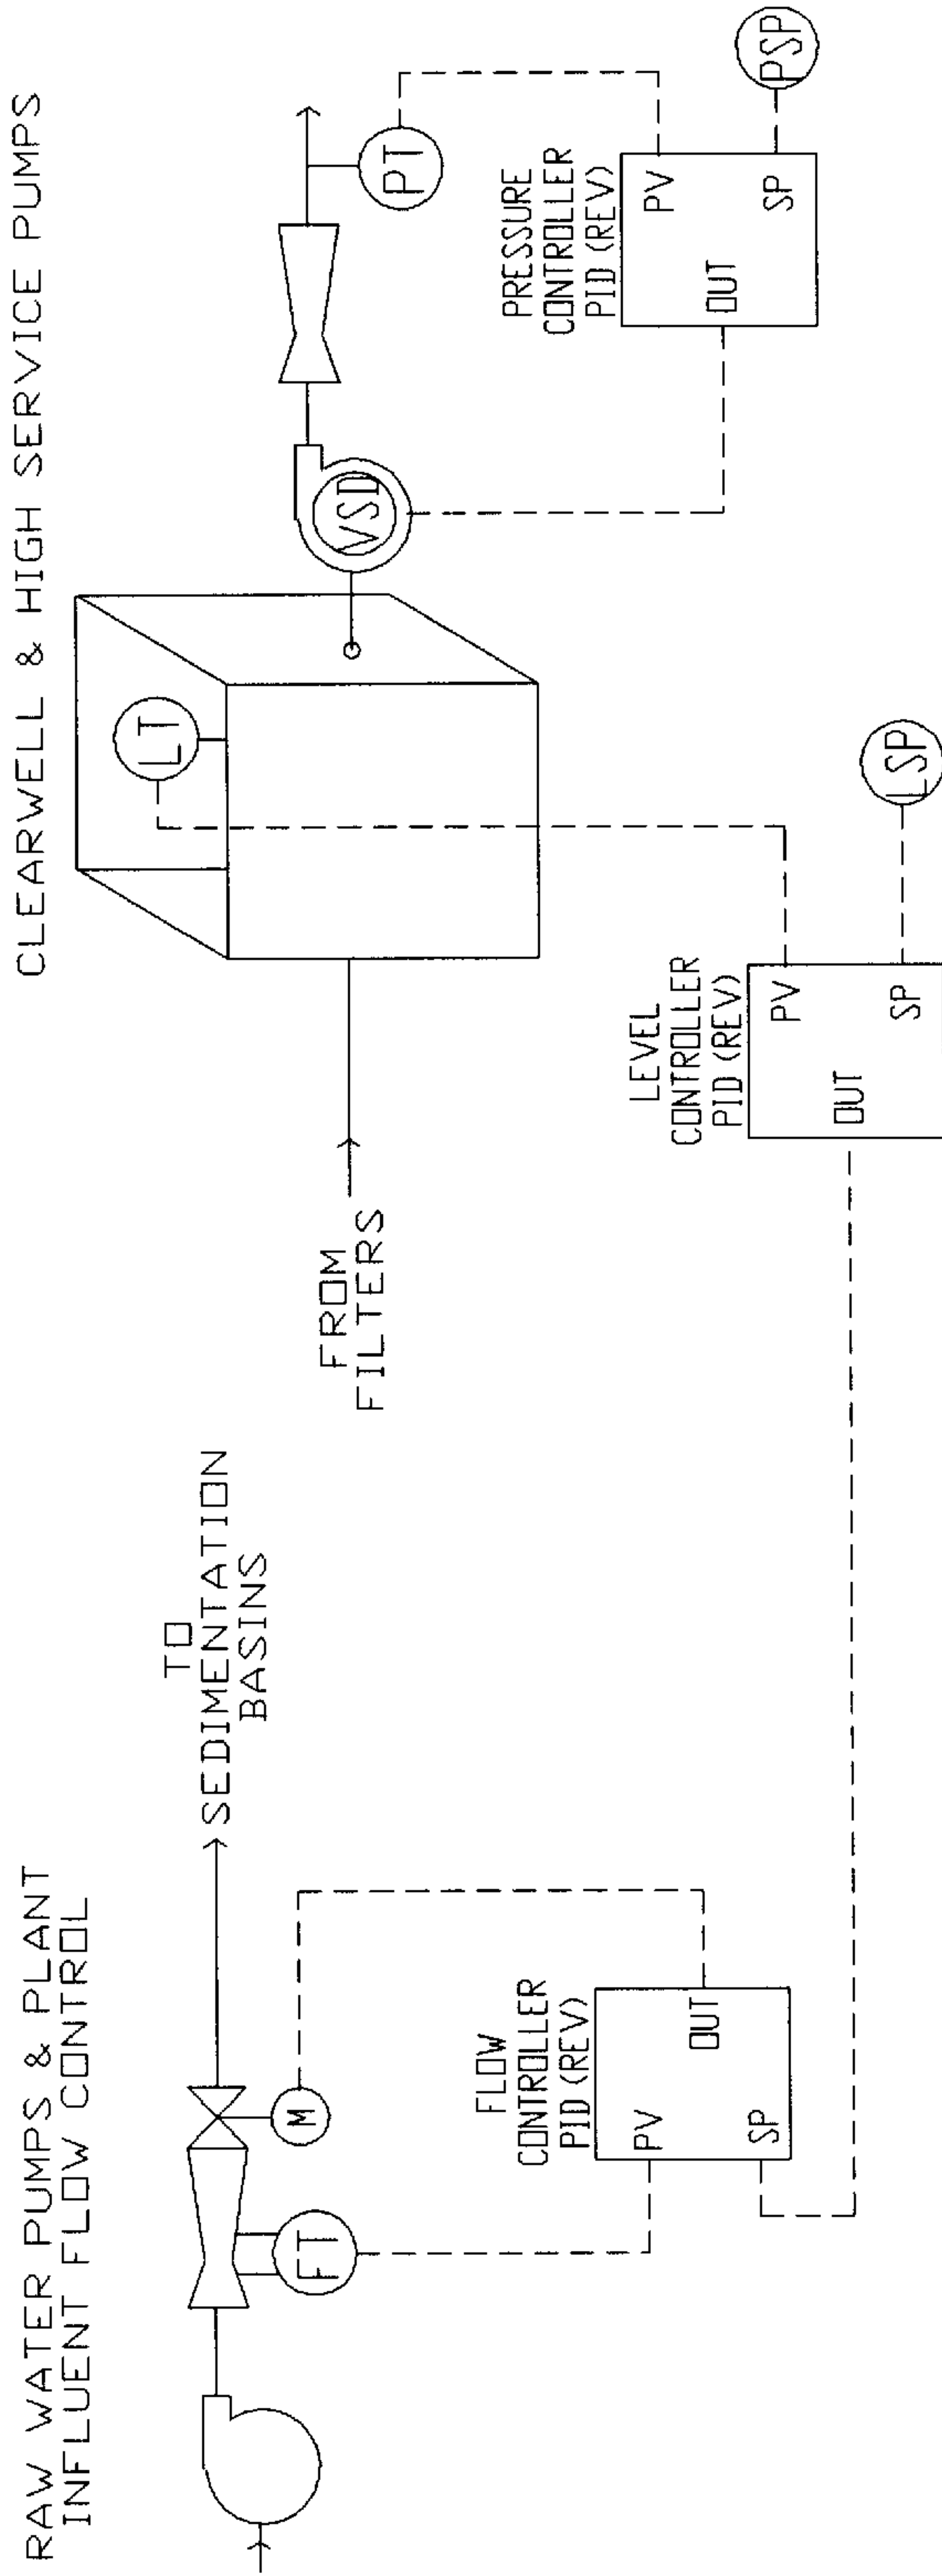 RAW WATER PUMPS & PLANT
INFLUENT FLOW CONTROL
TO
SEDIMENTATION
BASINS
FT
M
FLOW
CONTROLLER
PID (REV)
PV
OUT
SP
CLEARWELL & HIGH SERVICE PUMPS
FROM
FILTERS
LT
VSD
PT
LEVEL
CONTROLLER
PID (REV)
PV
OUT
SP
LSP
PRESSURE
CONTROLLER
PID (REV)
PV
OUT
SP
PSP